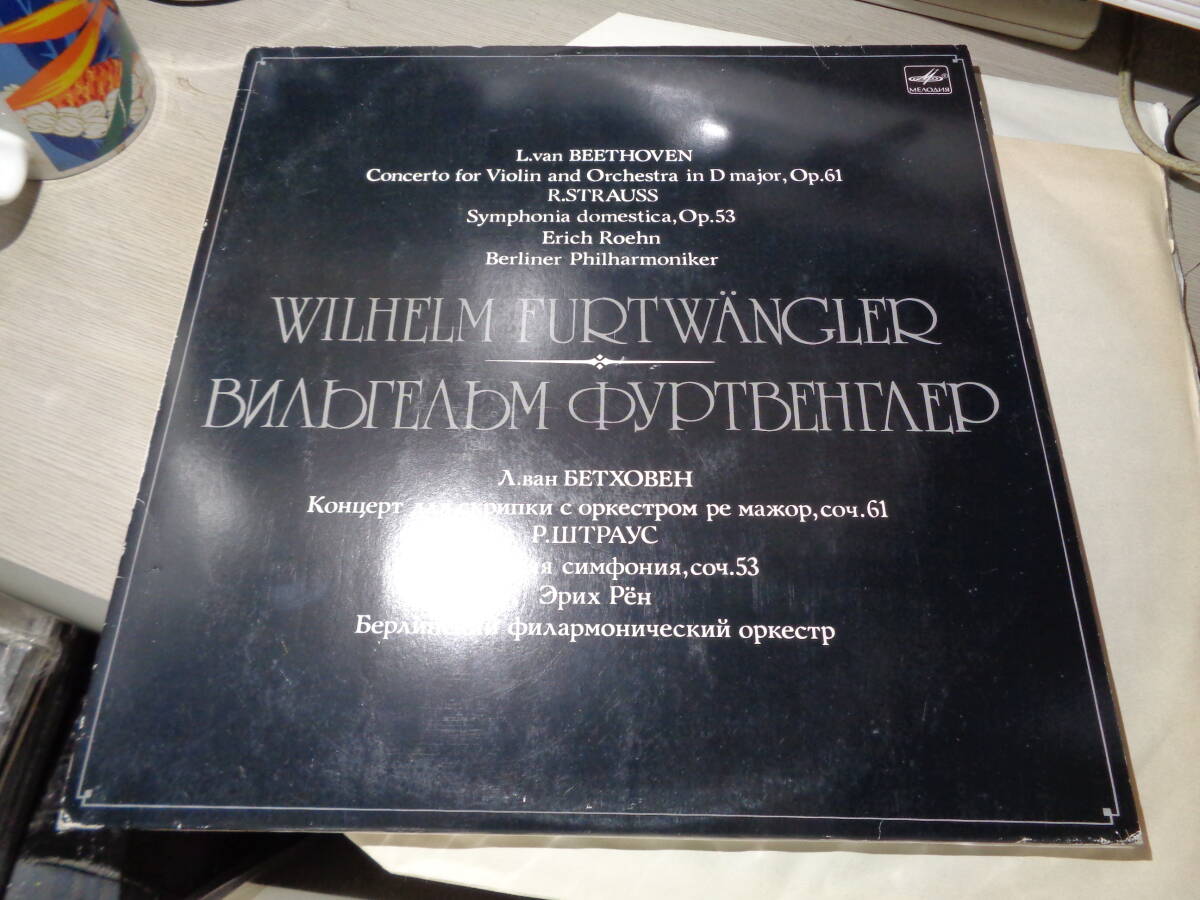 МЕЛОДИЯ
L.van BEETHOVEN
Concerto for Violin and Orchestra in D major, Op.61
R.STRAUSS
Symphonia domestica, Op.53
Erich Roehn
Berliner Philharmoniker
WILHELM FURTWÄNGLER
ВИЛЬГЕЛЬМ ФУРТВЕНГЛЕР
Л.ван БЕТХОВЕН
Концерт для скрипки с оркестром ре мажор, соч.61
Р.ШТРАУС
симфония, соч.53
Эрих Рён
Берлинский филармонический оркестр